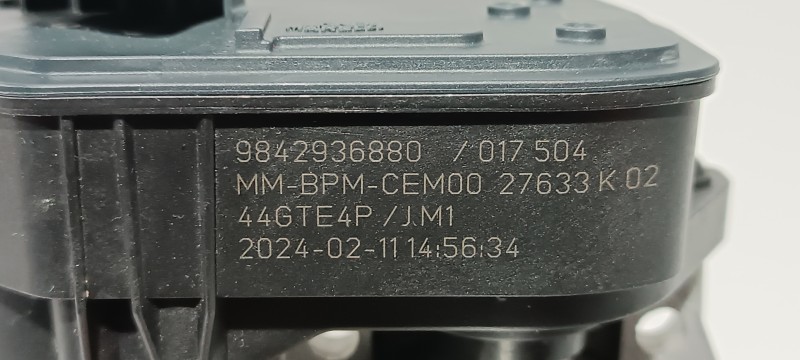 9842936880 / 017 504
MM-BPM-CEM00 27633 K 02
44GTE4P /J.M1
2024-02-11 14:56:34